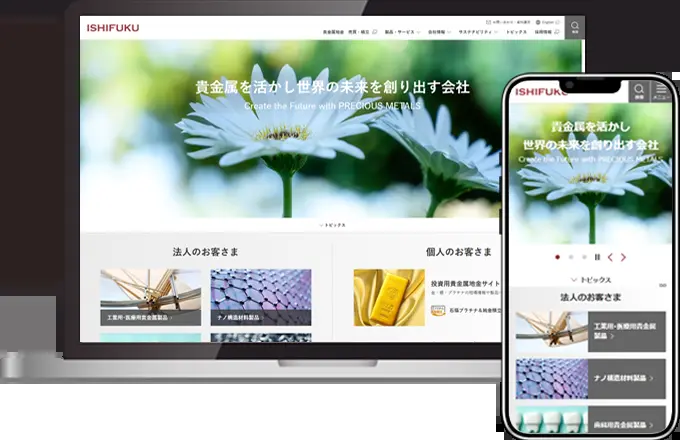 ISHIFUKU
お問い合わせ・会社案内
English
貴金属地金 売買・積立
製品・サービス
会社情報
サステナビリティ
トピックス
採用情報
検索
貴金属を活かし世界の未来を創り出す会社
Create the Future with PRECIOUS METALS
トピックス
法人のお客さま
工業用・医療用貴金属製品
ナノ構造材料製品
個人のお客さま
投資用貴金属地金サイト
石福プラチナ&純金積立
ISHIFUKU
検索
メニュー
貴金属を活かし
世界の未来を創り出す会社
Create the Future with PRECIOUS METALS
トピックス
法人のお客さま
工業用・医療用貴金属製品
ナノ構造材料製品
歯科用貴金属製品